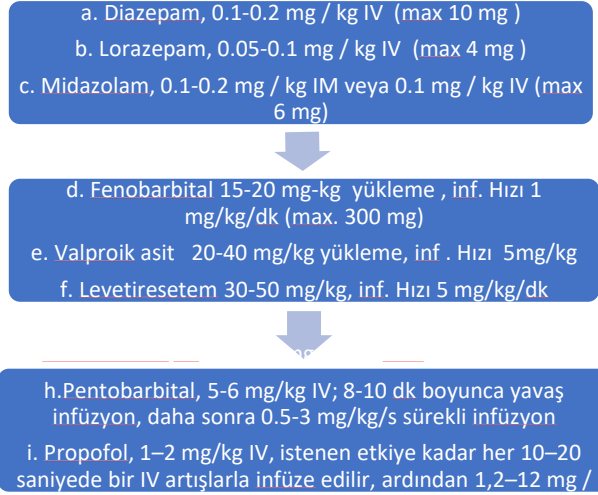 a. Diazepam, 0.1-0.2 mg / kg IV (max 10 mg )
b. Lorazepam, 0.05-0.1 mg / kg IV (max 4 mg )
c. Midazolam, 0.1-0.2 mg / kg IM veya 0.1 mg / kg IV (max
6 mg)
d. Fenobarbital 15-20 mg-kg yükleme , inf. Hızı 1
mg/kg/dk (max. 300 mg)
e. Valproik asit 20-40 mg/kg yükleme, inf . Hızı 5mg/kg
f. Levetiresetem 30-50 mg/kg, inf. Hızı 5 mg/kg/dk
h.Pentobarbital, 5-6 mg/kg IV; 8-10 dk boyunca yavaş
infüzyon, daha sonra 0.5-3 mg/kg/s sürekli infüzyon
i. Propofol, 1–2 mg/kg IV, istenen etkiye kadar her 10–20
saniyede bir IV artışlarla infüze edilir, ardından 1,2–12 mg /